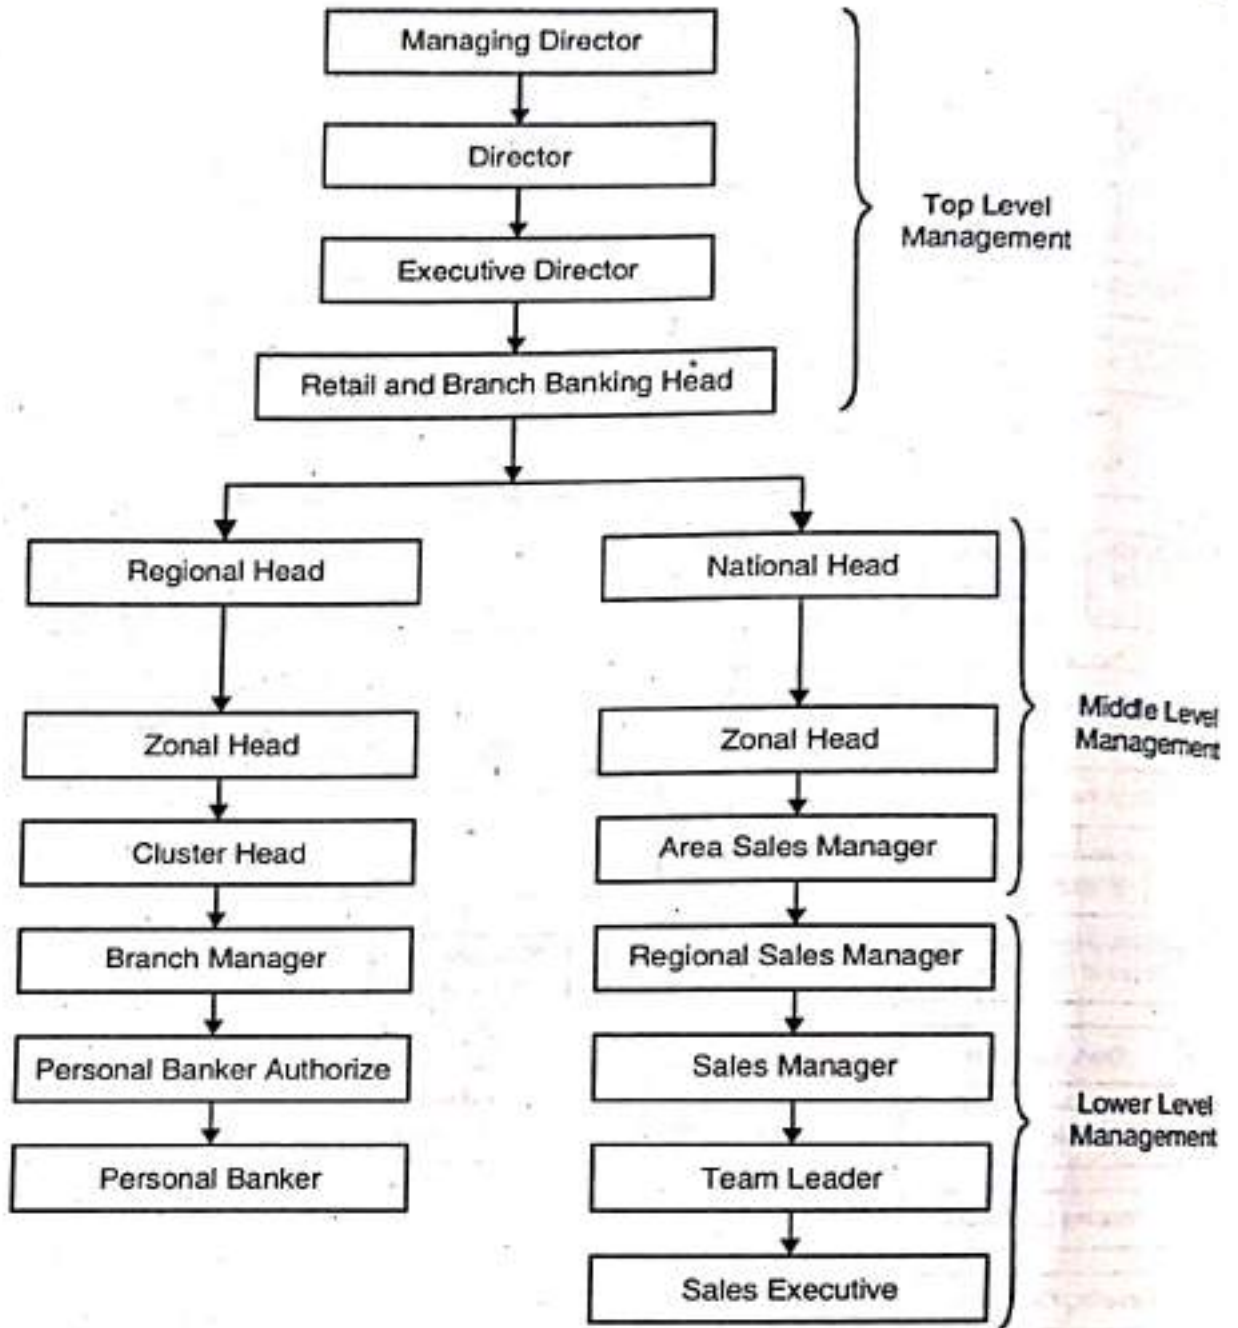 Managing Director
Director
Top Level
Management
Executive Director
Retail and Branch Banking Head
Regional Head
National Head
Zonal Head
Zonal Head
Middle Level
Management
Cluster Head
Area Sales Manager
Branch Manager
Regional Sales Manager
Personal Banker Authorize
Sales Manager
Lower Level
Management
Personal Banker
Team Leader
Sales Executive